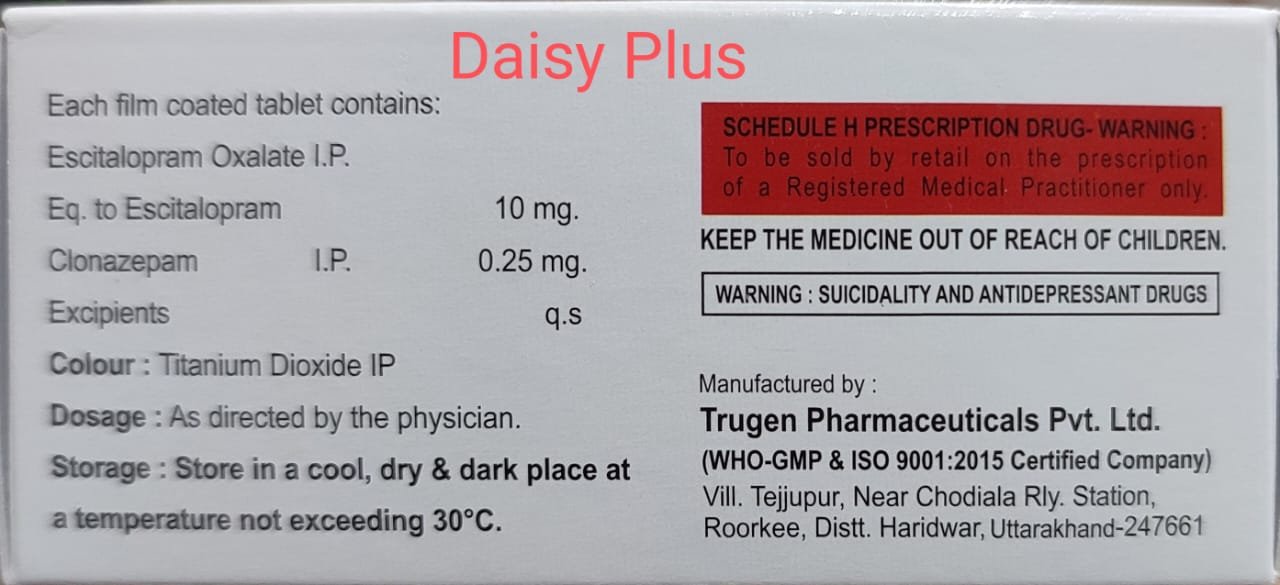 Daisy Plus
Each film coated tablet contains:
Escitalopram Oxalate I.P.
Eq. to Escitalopram 10 mg.
Clonazepam I.P. 0.25 mg.
Excipients q.s
Colour : Titanium Dioxide IP
Dosage : As directed by the physician.
Storage : Store in a cool, dry & dark place at
a temperature not exceeding 30°C.
SCHEDULE H PRESCRIPTION DRUG- WARNING :
To be sold by retail on the prescription
of a Registered Medical Practitioner only.
KEEP THE MEDICINE OUT OF REACH OF CHILDREN.
WARNING : SUICIDALITY AND ANTIDEPRESSANT DRUGS
Manufactured by :
Trugen Pharmaceuticals Pvt. Ltd.
(WHO-GMP & ISO 9001:2015 Certified Company)
Vill. Tejjupur, Near Chodiala Rly. Station,
Roorkee, Distt. Haridwar, Uttarakhand-247661